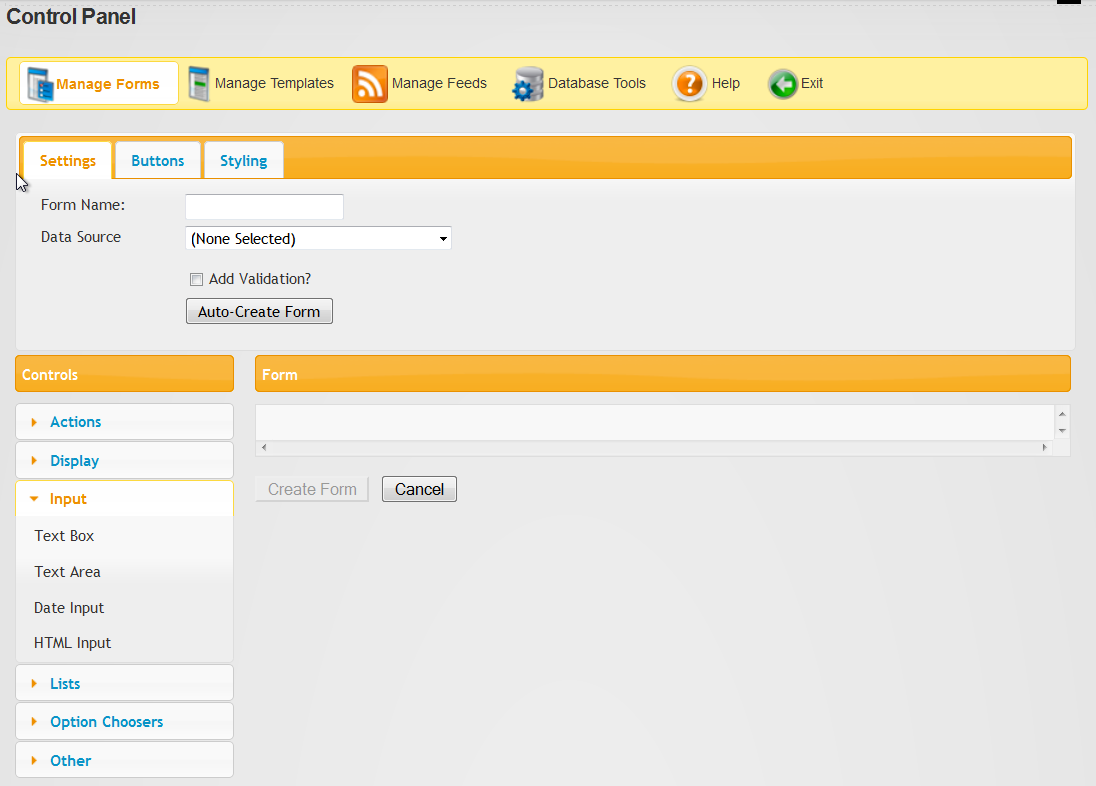 Control Panel
Manage Forms Manage Templates Manage Feeds Database Tools Help Exit
Settings Buttons Styling
Form Name:
Data Source (None Selected)
Add Validation?
Auto-Create Form
Controls Form
Actions
Display
Create Form Cancel
Input
Text Box
Text Area
Date Input
HTML Input
Lists
Option Choosers
Other